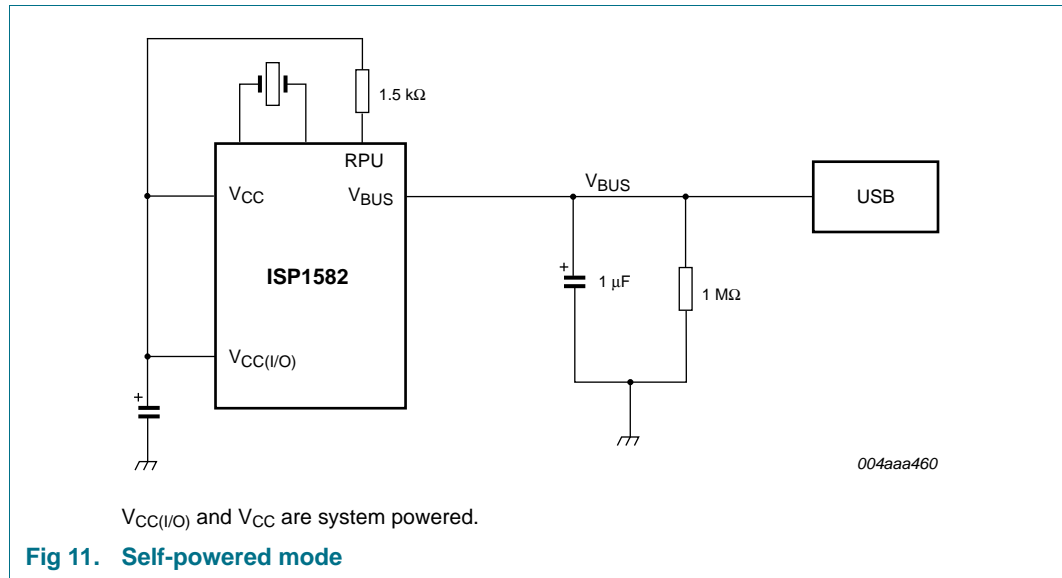 1.5 kΩ
RPU
VCC
VBUS
VBUS
USB
ISP1582
+
1 μF
1 MΩ
VCC(I/O)
+
004aaa460
VCC(I/O) and VCC are system powered.
Fig 11. Self-powered mode